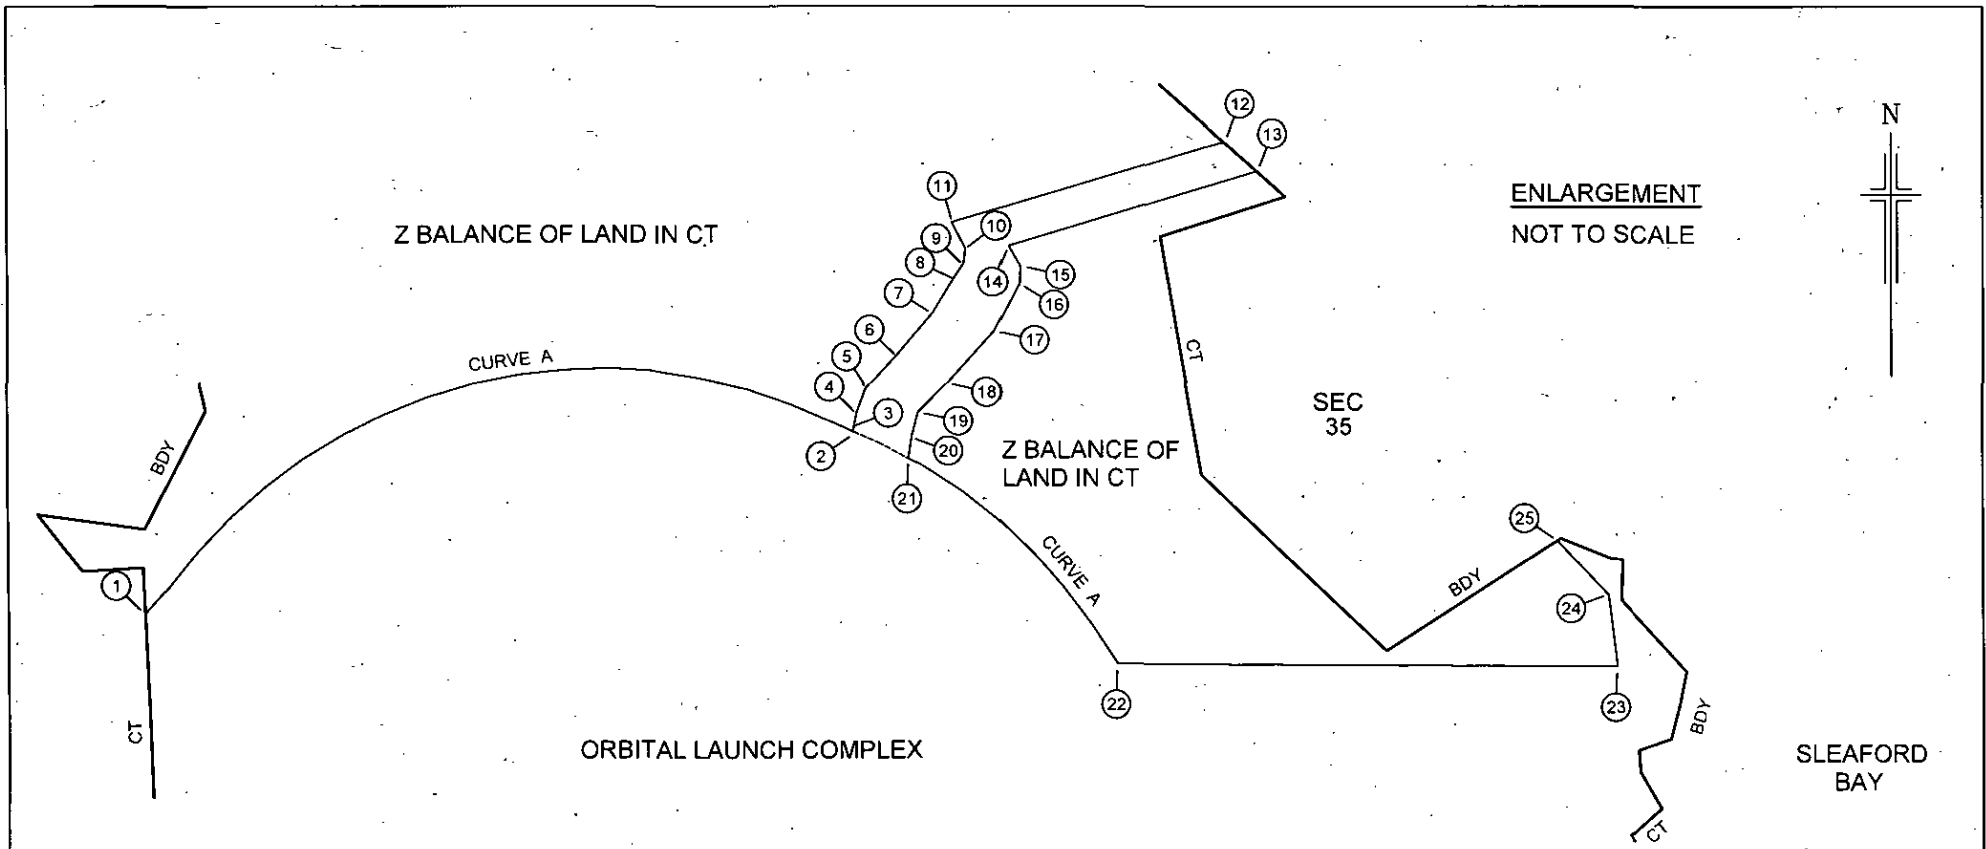 12
N
13
11
ENLARGEMENT
NOT TO SCALE
Z BALANCE OF LAND IN CT
10
9
8
14
15
7
16
6
17
5
CURVE A
CT
4
18
3
SEC
35
19
2
20
BDY
Z BALANCE OF
LAND IN CT
21
25
CURVE A
1
BDY
24
22
23
BDY
CT
ORBITAL LAUNCH COMPLEX
SLEAFORD
BAY
CT